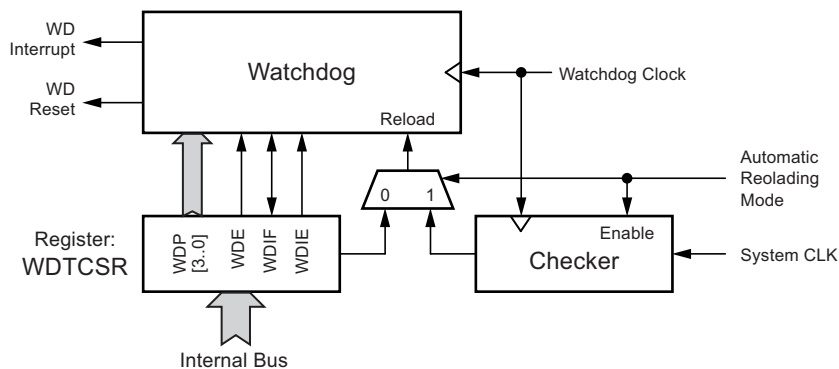 WD
Interrupt
WD
Reset
Watchdog
Reload
Watchdog Clock
Automatic
Reolading
Mode
0 1
Register:
WDTCSR
WDP
[3..0]
WDE
WDIF
WDIE
Enable
Checker
System CLK
Internal Bus